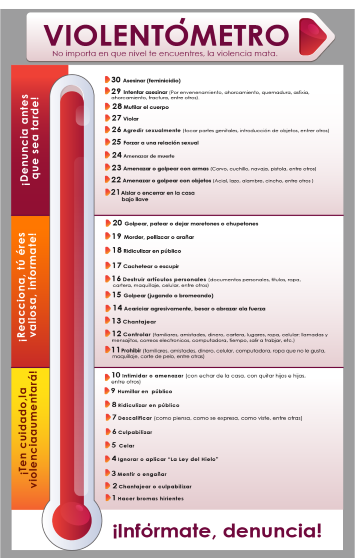 VIOLENTÓMETRO
No importa en que nivel te encuentres, la violencia mata.
¡Denuncia antes
que sea tarde!
30 Asesinar (feminicidio)
29 Intentar asesinar (Por envenenamiento, ahorcamiento, quemadura, asfixia,
ahorcamiento, fractura, entre otros)
28 Mutilar el cuerpo
27 Violar
26 Agredir sexualmente (tocar partes genitales, introducción de objetos, entre otros)
25 Forzar a una relación sexual
24 Amenazar de muerte
23 Amenazar o golpear con armas (Carvo, cuchillo, navaja, pistola, entre otros)
22 Amenazar o golpear con objetos (Acial, lazo, alambre, cincho, entre otros )
21 Aislar o encerrar en la casa
bajo llave
¡Reacciona, tú éres
valiosa, infórmate!
20 Golpear, patear o dejar moretones o chupetones
19 Morder, pellizcar o arañar
18 Ridiculizar en público
17 Cachetear o escupir
16 Destruir artículos personales (documentos personales, títulos, ropa,
cartera, maquillaje, celular, entre otros)
15 Golpear (jugando o bromeando)
14 Acariciar agresivamente, besar o abrazar ala fuerza
13 Chantajear
12 Controlar (familiares, amistades, dinero, cartera, lugares, ropa, celular: llamadas y
mensajitos, correos electronicos, computadora, tiempo, salir a trabajar, etc.)
11 Prohibir (familiares, amistades, dinero, celular, computadora, ropa que no le gusta,
maquillaje, corte de pelo, entre otras)
¡Ten cuidado,la
violenciaaumentará!
10 Intimidar o amenazar (con echar de la casa, con quitar hijos e hijas,
entre otras)
9 Humillar en público
8 Ridiculizar en público
7 Descalificar (como piensa, como se expresa, como viste, entre otras)
6 Culpabilizar
5 Celar
4 Ignorar o aplicar "La Ley del Hielo"
3 Mentir o engañar
2 Chantajear o culpabilizar
1 Hacer bromas hirientes
¡Infórmate, denuncia!